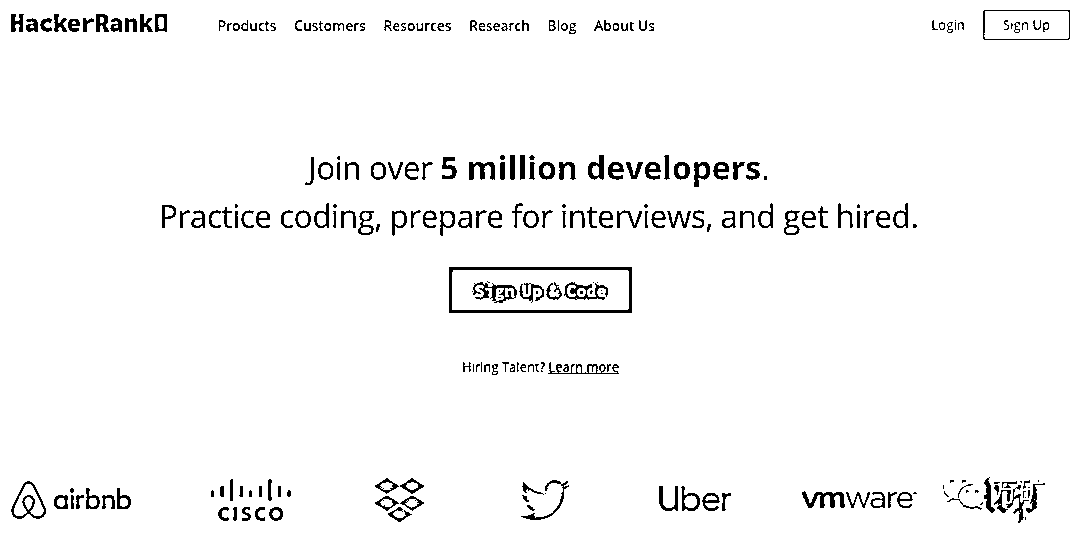 HackerRank
Products Customers Resources Research Blog About Us
Login Sign Up
Join over 5 million developers.
Practice coding, prepare for interviews, and get hired.
Sign Up & Code
Hiring Talent? Learn more
airbnb
CISCO
Uber
vmware
wp